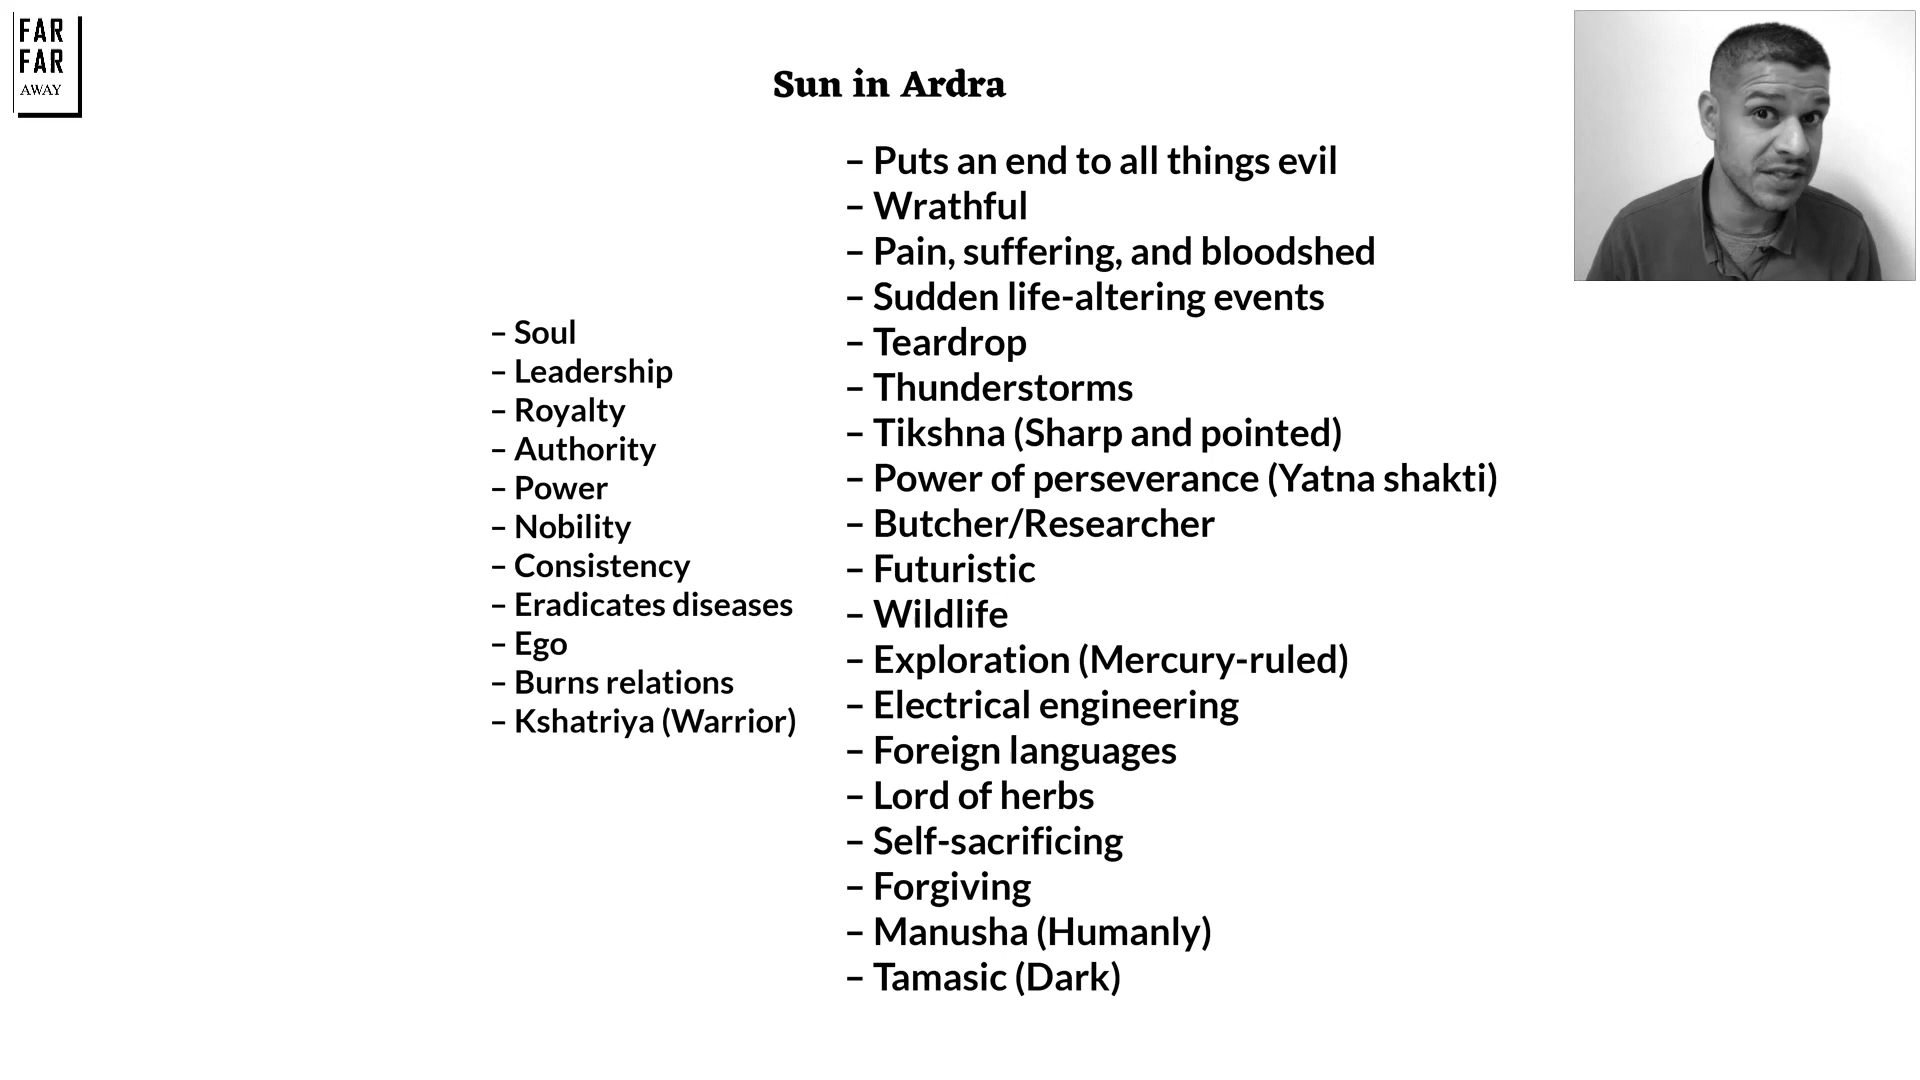 FAR
FAR
AWAY
Sun in Ardra
– Soul
– Leadership
– Royalty
– Authority
– Power
– Nobility
– Consistency
– Eradicates diseases
– Ego
– Burns relations
– Kshatriya (Warrior)
– Puts an end to all things evil
– Wrathful
– Pain, suffering, and bloodshed
– Sudden life-altering events
– Teardrop
– Thunderstorms
– Tikshna (Sharp and pointed)
– Power of perseverance (Yatna shakti)
– Butcher/Researcher
– Futuristic
– Wildlife
– Exploration (Mercury-ruled)
– Electrical engineering
– Foreign languages
– Lord of herbs
– Self-sacrificing
– Forgiving
– Manusha (Humanly)
– Tamasic (Dark)